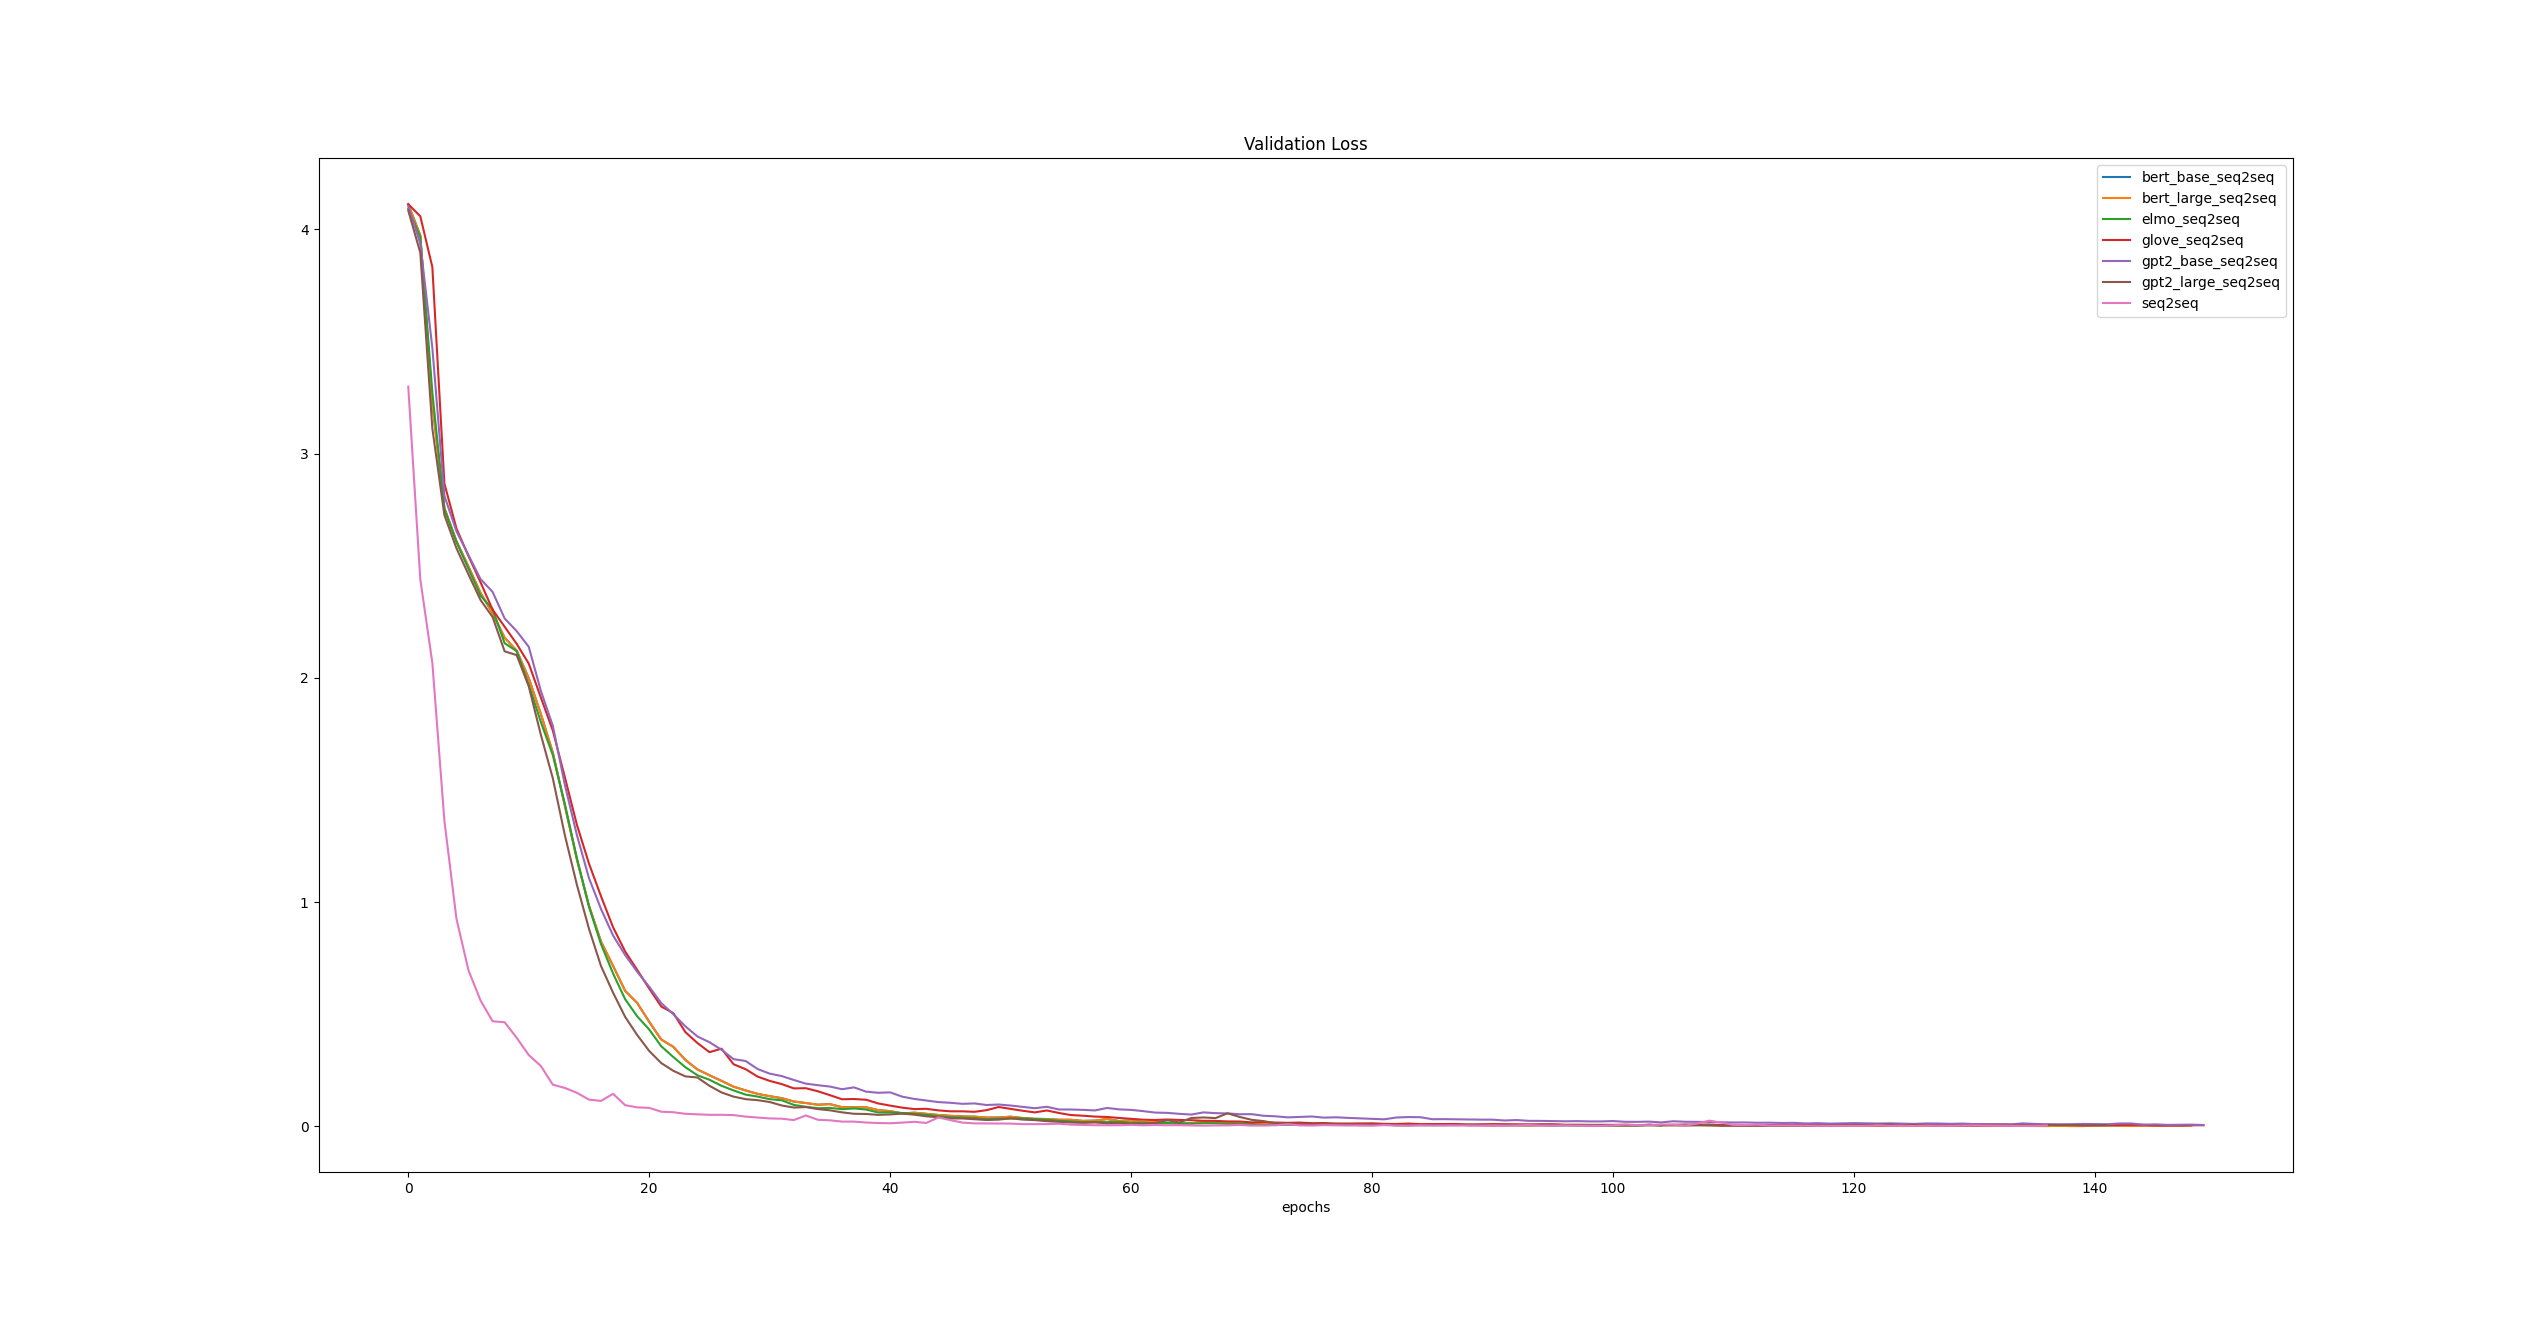 Validation Loss
bert_base_seq2seq
bert_large_seq2seq
elmo_seq2seq
glove_seq2seq
gpt2_base_seq2seq
gpt2_large_seq2seq
seq2seq
4
3
2
1
0
0 20 40 60 80 100 120 140
epochs